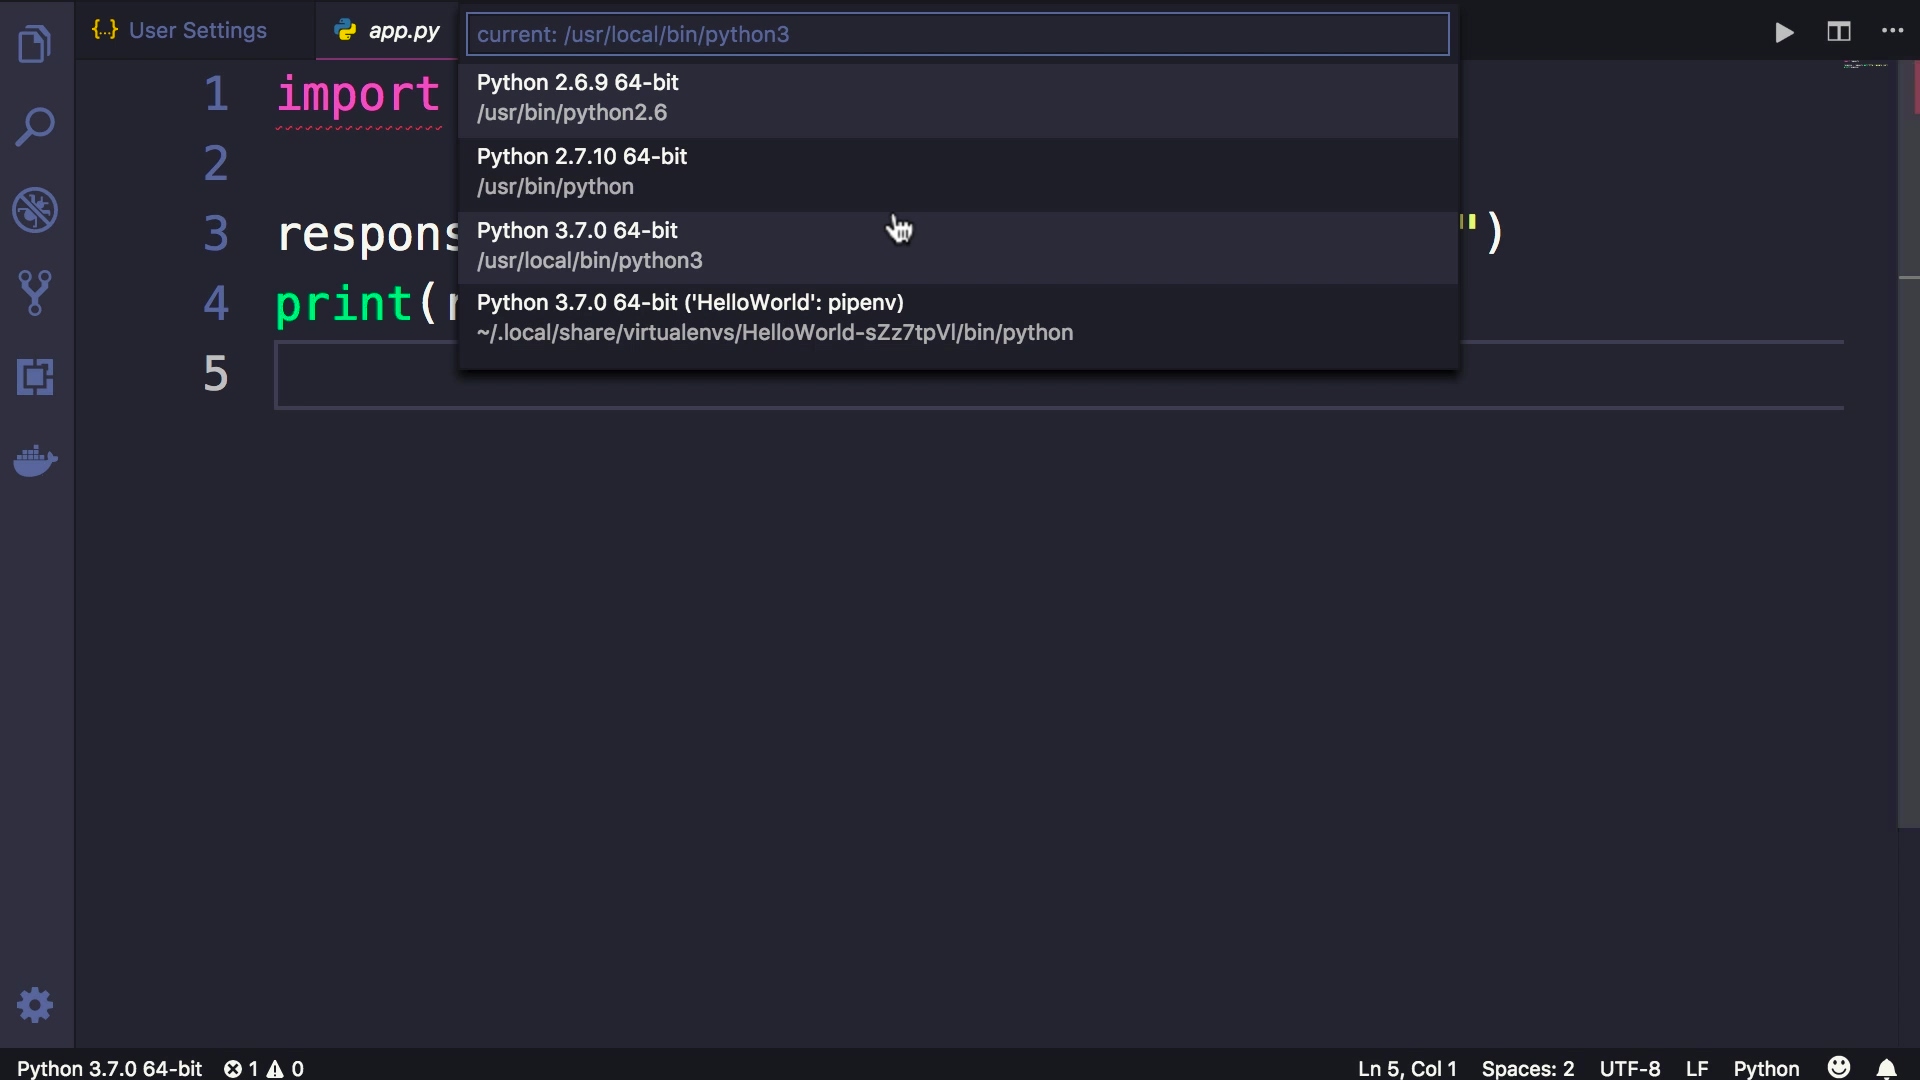 {..} User Settings
app.py
current: /usr/local/bin/python3
Python 2.6.9 64-bit
/usr/bin/python2.6
Python 2.7.10 64-bit
/usr/bin/python
Python 3.7.0 64-bit
/usr/local/bin/python3
Python 3.7.0 64-bit ('HelloWorld': pipenv)
~/.local/share/virtualenvs/HelloWorld-sZz7tpVl/bin/python
1 import
2
3 respons ")
4 print(r
5
Python 3.7.0 64-bit 1 0
Ln 5, Col 1 Spaces: 2 UTF-8 LF Python